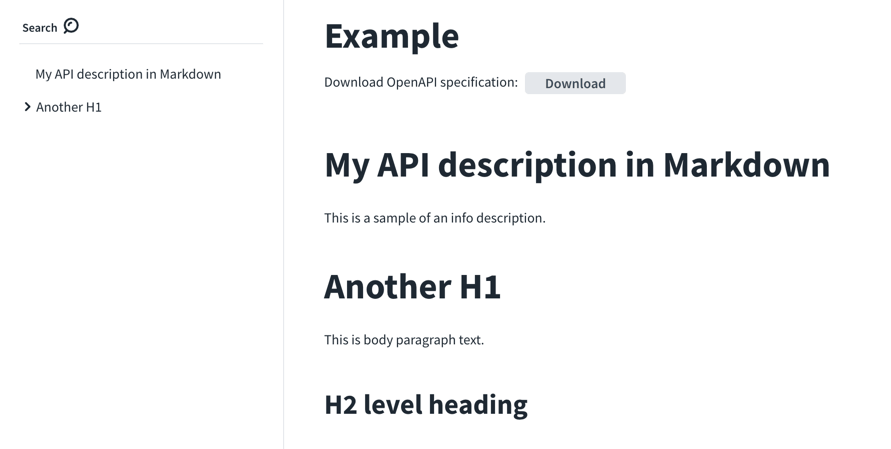 Search
My API description in Markdown
Another H1
Example
Download OpenAPI specification: Download
My API description in Markdown
This is a sample of an info description.
Another H1
This is body paragraph text.
H2 level heading